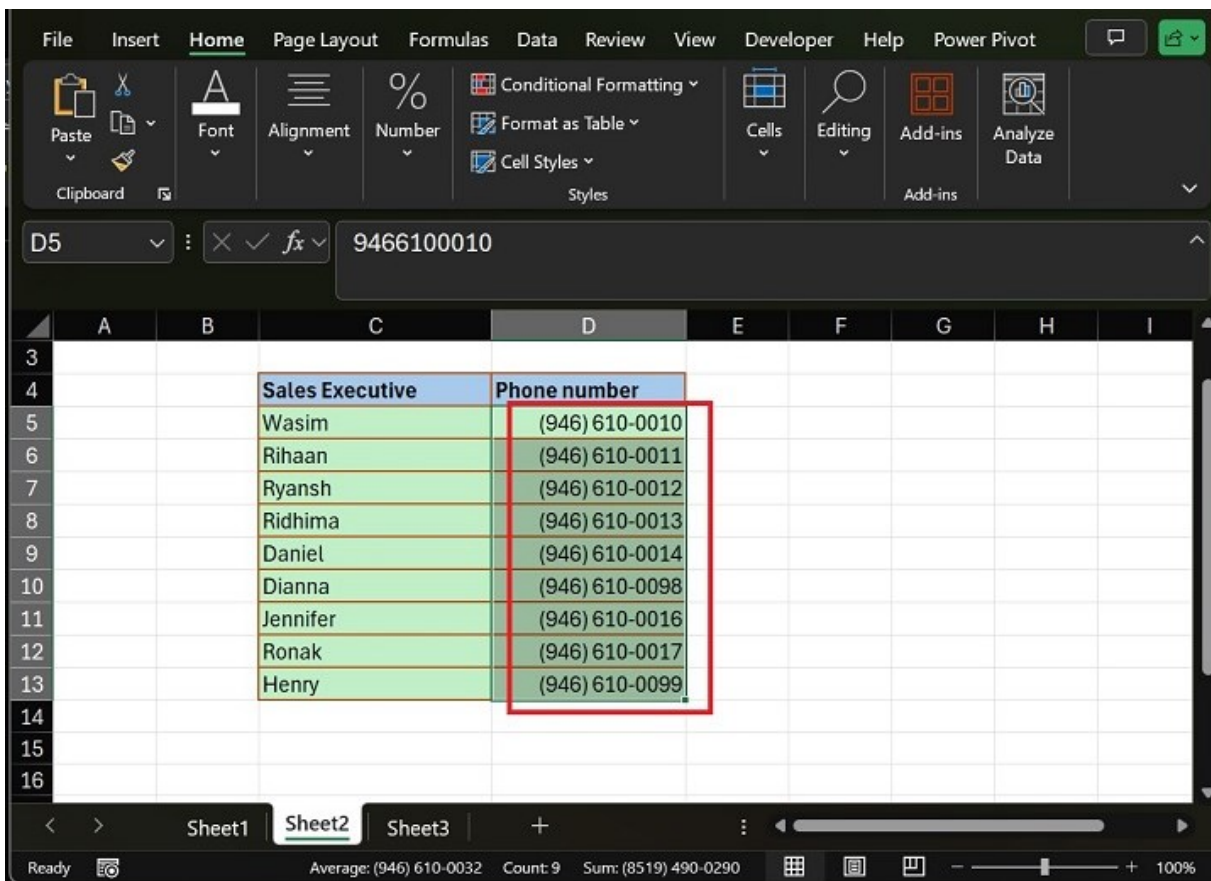 File Insert Home Page Layout Formulas Data Review View Developer Help Power Pivot
Paste
Font
Alignment
Number
Conditional Formatting
Format as Table
Cell Styles
Cells
Editing
Add-ins
Analyze
Data
Clipboard Styles Add-ins
D5 fx 9466100010
A B C D E F G H I
3
4 Sales Executive Phone number
5 Wasim (946) 610-0010
6 Rihaan (946) 610-0011
7 Ryansh (946) 610-0012
8 Ridhima (946) 610-0013
9 Daniel (946) 610-0014
10 Dianna (946) 610-0098
11 Jennifer (946) 610-0016
12 Ronak (946) 610-0017
13 Henry (946) 610-0099
14
15
16
Sheet1 Sheet2 Sheet3
Ready Average: (946) 610-0032 Count: 9 Sum: (8519) 490-0290 100%